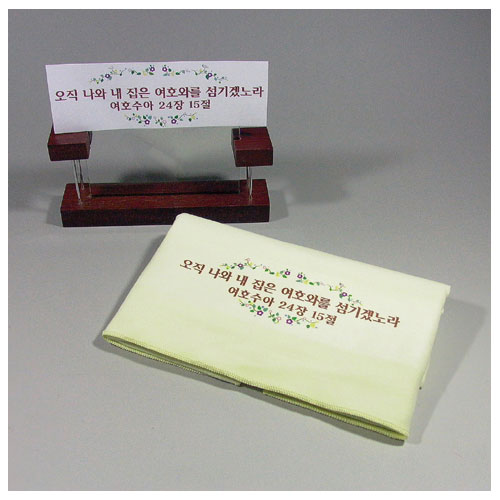 오직 나와 내 집은 여호와를 섬기겠노라
여호수아 24장 15절
오직 나와 내 집은 여호와를 섬기겠노라
여호수아 24장 15절